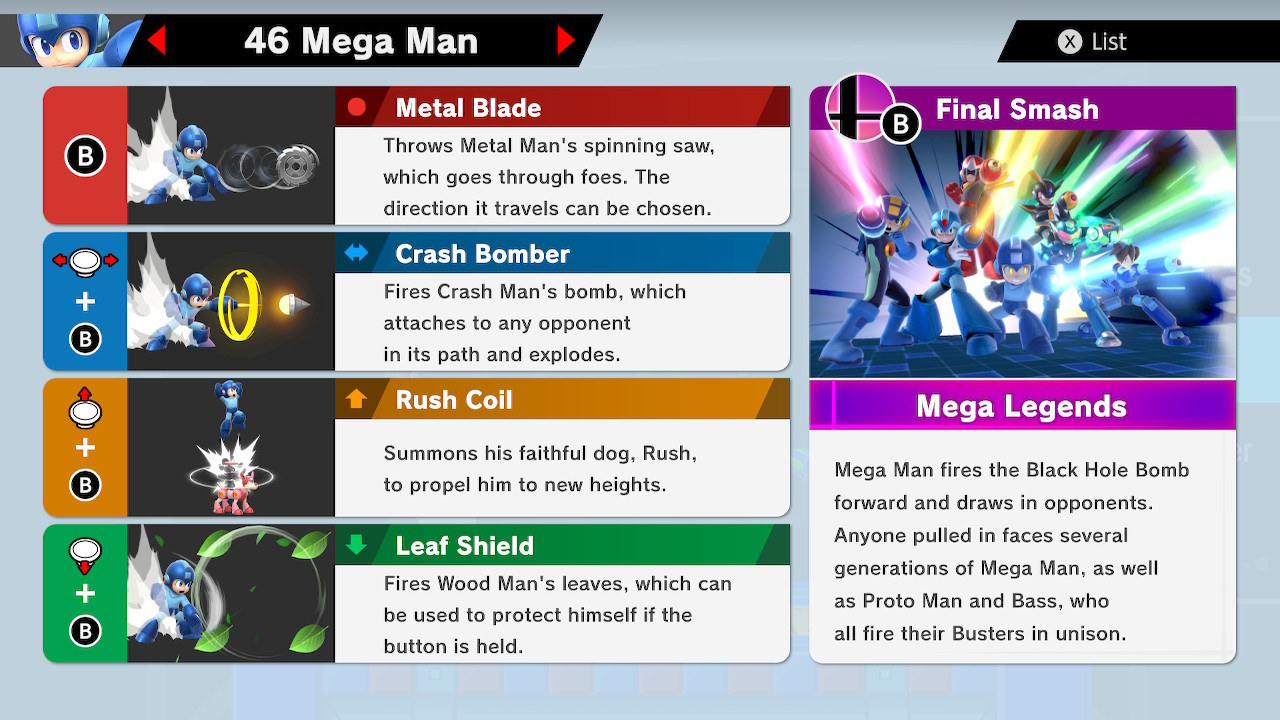 46 Mega Man
X List
B
Metal Blade
Throws Metal Man's spinning saw,
which goes through foes. The
direction it travels can be chosen.
+
B
Crash Bomber
Fires Crash Man's bomb, which
attaches to any opponent
in its path and explodes.
+
B
Rush Coil
Summons his faithful dog, Rush,
to propel him to new heights.
+
B
Leaf Shield
Fires Wood Man's leaves, which can
be used to protect himself if the
button is held.
B
Final Smash
Mega Legends
Mega Man fires the Black Hole Bomb
forward and draws in opponents.
Anyone pulled in faces several
generations of Mega Man, as well
as Proto Man and Bass, who
all fire their Busters in unison.